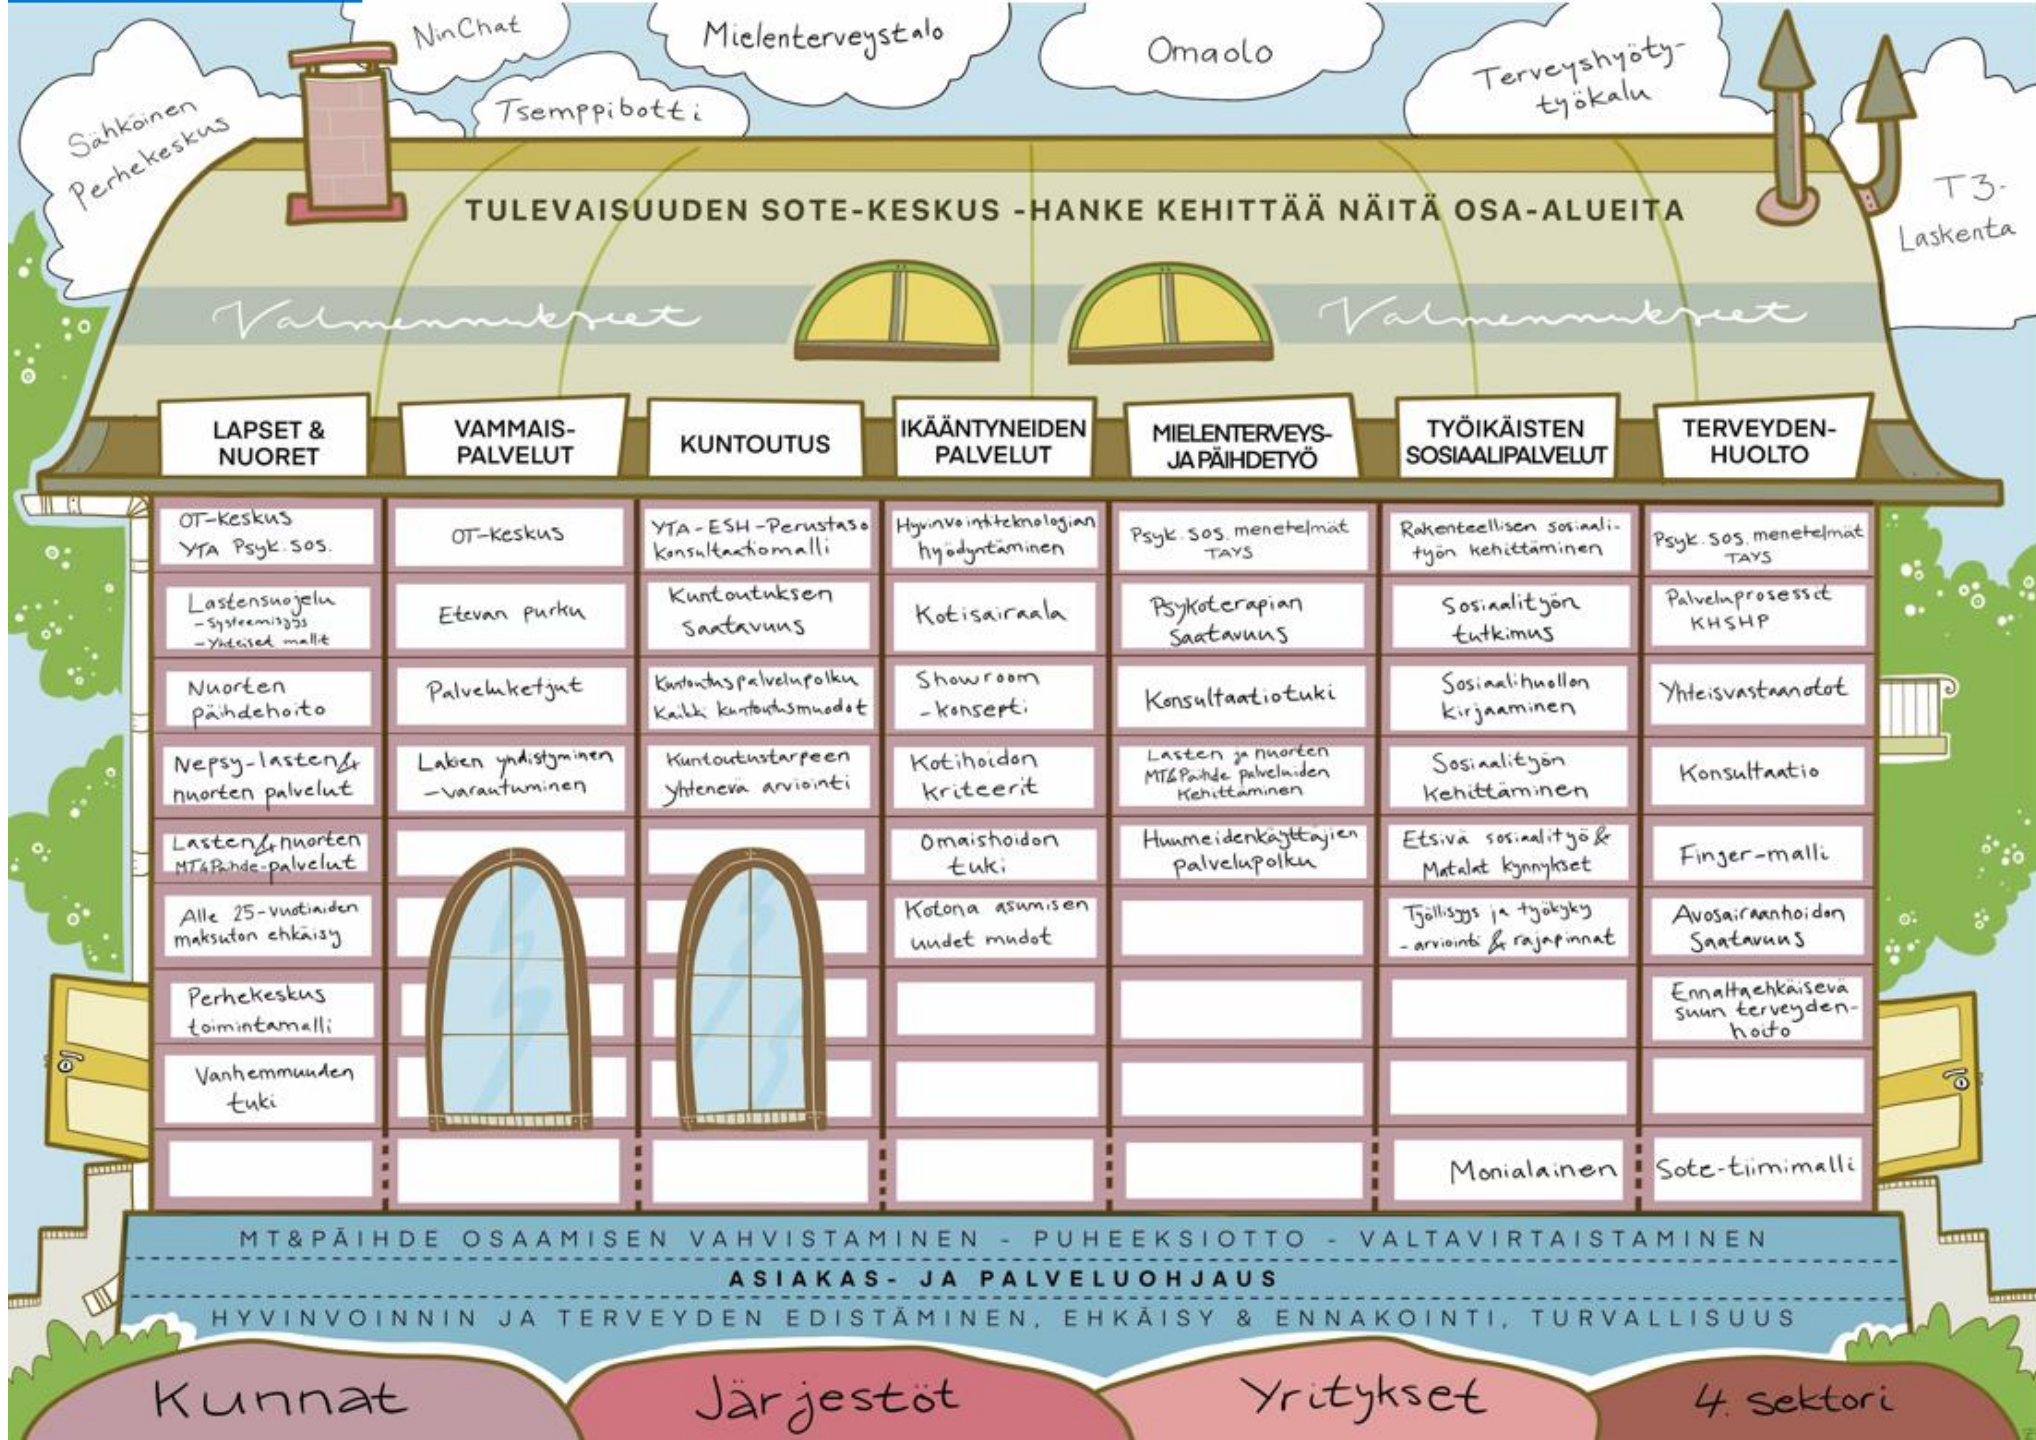 NinChat
Mielenterveystalo
Omaolo
Terveyshyöty-
työkalu
Sähköinen
Perhekeskus
Tsemppibotti
T3-
Laskenta
TULEVAISUUDEN SOTE-KESKUS -HANKE KEHITTÄÄ NÄITÄ OSA-ALUEITA
Valmennukset
Valmennukset
LAPSET &
NUORET
OT-keskus
YTA Psyk. sos.
Lastensuojelu
- Systeemisyys
- Yhteiset mallit
Nuorten
päihdehoito
Nepsy-lasten &
nuorten palvelut
Lasten & nuorten
MT&Päihde-palvelut
Alle 25-vuotiaiden
maksuton ehkäisy
Perhekeskus
toimintamalli
Vanhemmuuden
tuki
VAMMAIS-
PALVELUT
OT-keskus
Etevan purku
Palveluketjut
Lakien yhdistyminen
-varautuminen
KUNTOUTUS
YTA-ESH-Perustaso
konsultaatiomalli
Kuntoutuksen
saatavuus
Kuntoutuspalvelupolku
kaikki kuntoutusmuodot
Kuntoutustarpeen
yhtenevä arviointi
IKÄÄNTYNEIDEN
PALVELUT
Hyvinvointiteknologian
hyödyntäminen
Kotisairaala
Showroom
-konsepti
Kotihoidon
kriteerit
Omaishoidon
tuki
Kotona asumisen
uudet mudot
MIELENTERVEYS-
JA PÄIHDETYÖ
Psyk. sos. menetelmät
TAYS
Psykoterapian
saatavuus
Konsultaatiotuki
Lasten ja nuorten
MT&Päihde palveluiden
kehittäminen
Huumeidenkäyttäjien
palvelupolku
TYÖIKÄISTEN
SOSIAALIPALVELUT
Rakenteellisen sosiaali-
työn kehittäminen
Sosiaalityön
tutkimus
Sosiaalihuollon
kirjaaminen
Sosiaalityön
kehittäminen
Etsivä sosiaalityö &
Matalat kynnykset
Työllisyys ja työkyky
- arviointi & rajapinnat
Monialainen
TERVEYDEN-
HUOLTO
Psyk. sos. menetelmät
TAYS
Palveluprosessit
KHSHP
Yhteisvastaanotot
Konsultaatio
Finger-malli
Avosairaanhoidon
Saatavuus
Ennaltaehkäisevä
suun terveyden-
hoito
Sote-tiimimalli
MT&PÄIHDE OSAAMISEN VAHVISTAMINEN - PUHEEKSIOTTO - VALTAVIRTAISTAMINEN
ASIAKAS- JA PALVELUOHJAUS
HYVINVOINNIN JA TERVEYDEN EDISTÄMINEN, EHKÄISY & ENNAKOINTI, TURVALLISUUS
Kunnat
Järjestöt
Yritykset
4. sektori